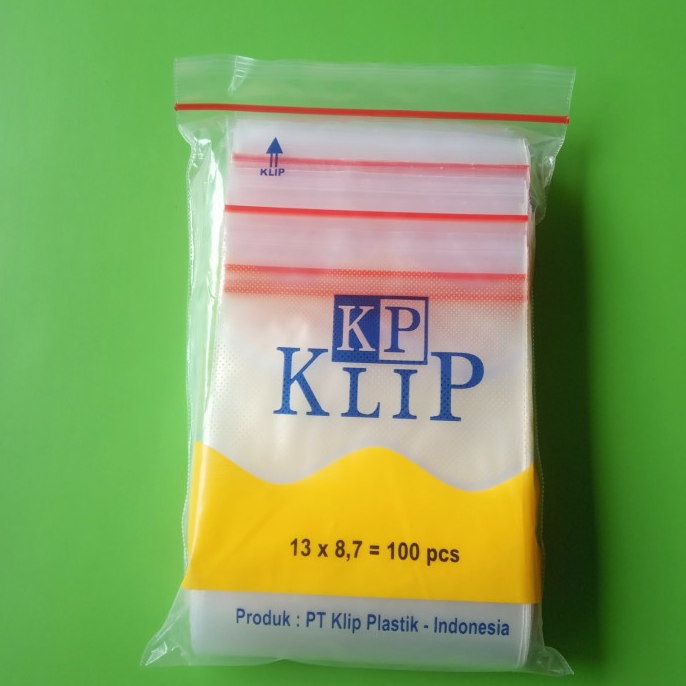 KLIP
KP
KLIP
13 x 8,7 = 100 pcs
Produk : PT Klip Plastik - Indonesia